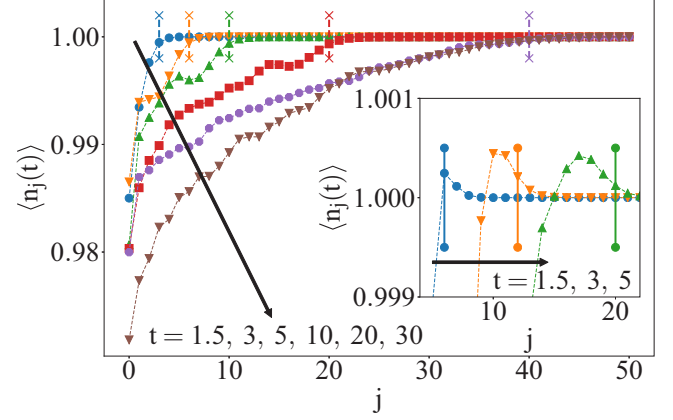 1.00
0.99
0.98
⟨n_j(t)⟩
t = 1.5, 3, 5, 10, 20, 30
0 10 20 30 40 50
j
1.001
1.000
0.999
⟨n_j(t)⟩
t = 1.5, 3, 5
10 20
j